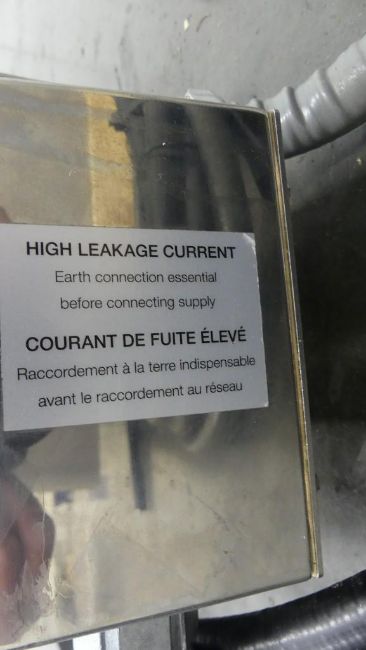 HIGH LEAKAGE CURRENT
Earth connection essential
before connecting supply
COURANT DE FUITE ÉLEVÉ
Raccordement à la terre indispensable
avant le raccordement au réseau